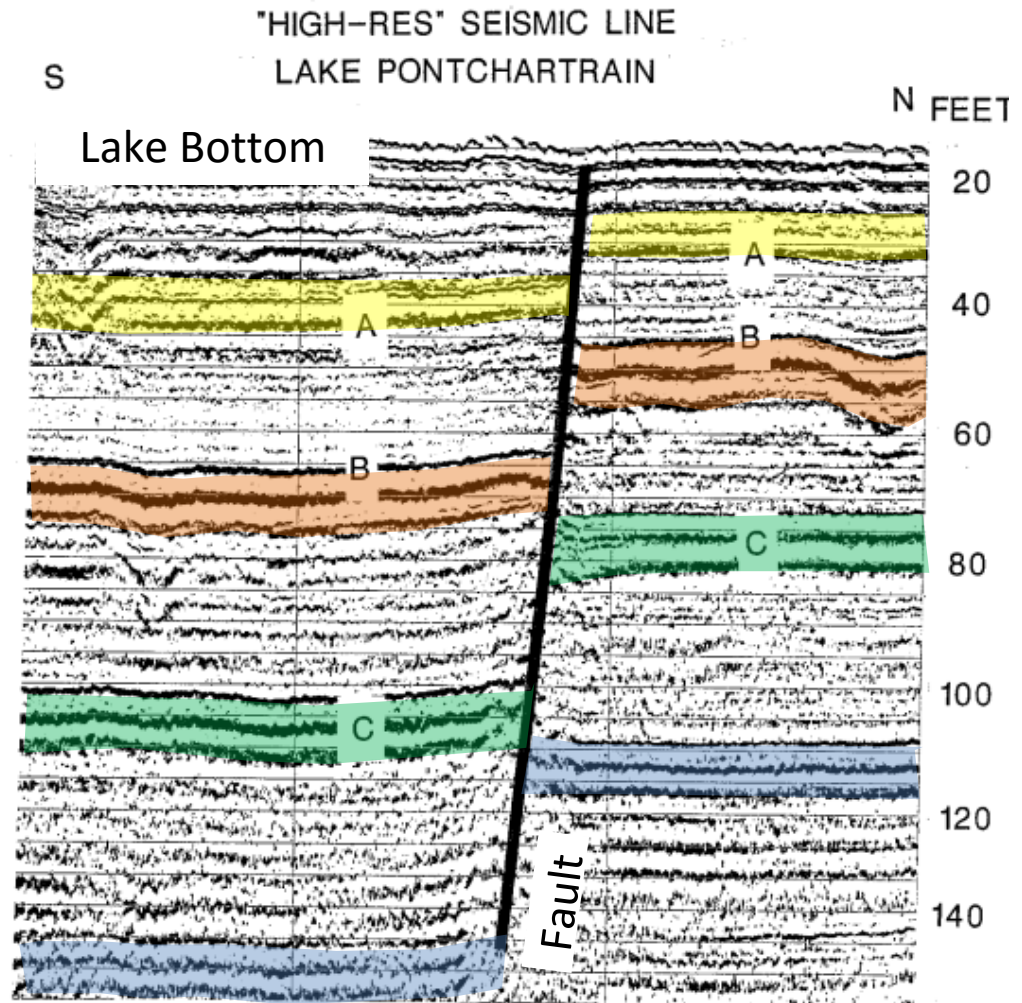 "HIGH-RES" SEISMIC LINE
LAKE PONTCHARTRAIN
S
N FEET
Lake Bottom
20
A
A
40
B
60
B
C
80
100
C
120
Fault
140